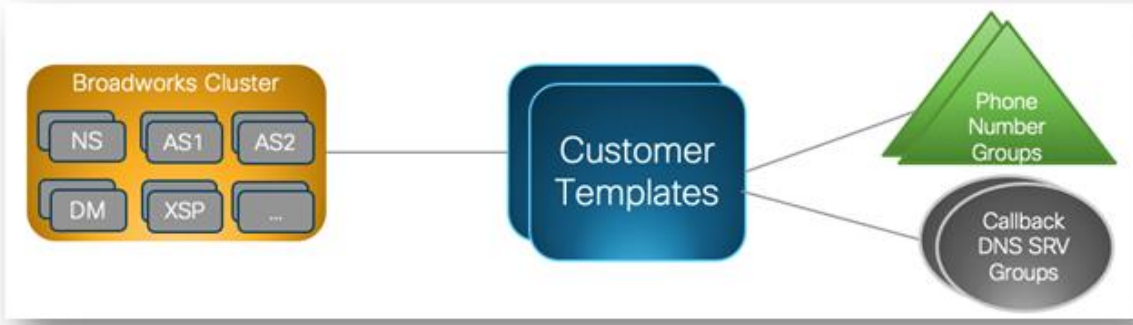 Broadworks Cluster
NS
AS1
AS2
DM
XSP
...
Customer
Templates
Phone
Number
Groups
Callback
DNS SRV
Groups